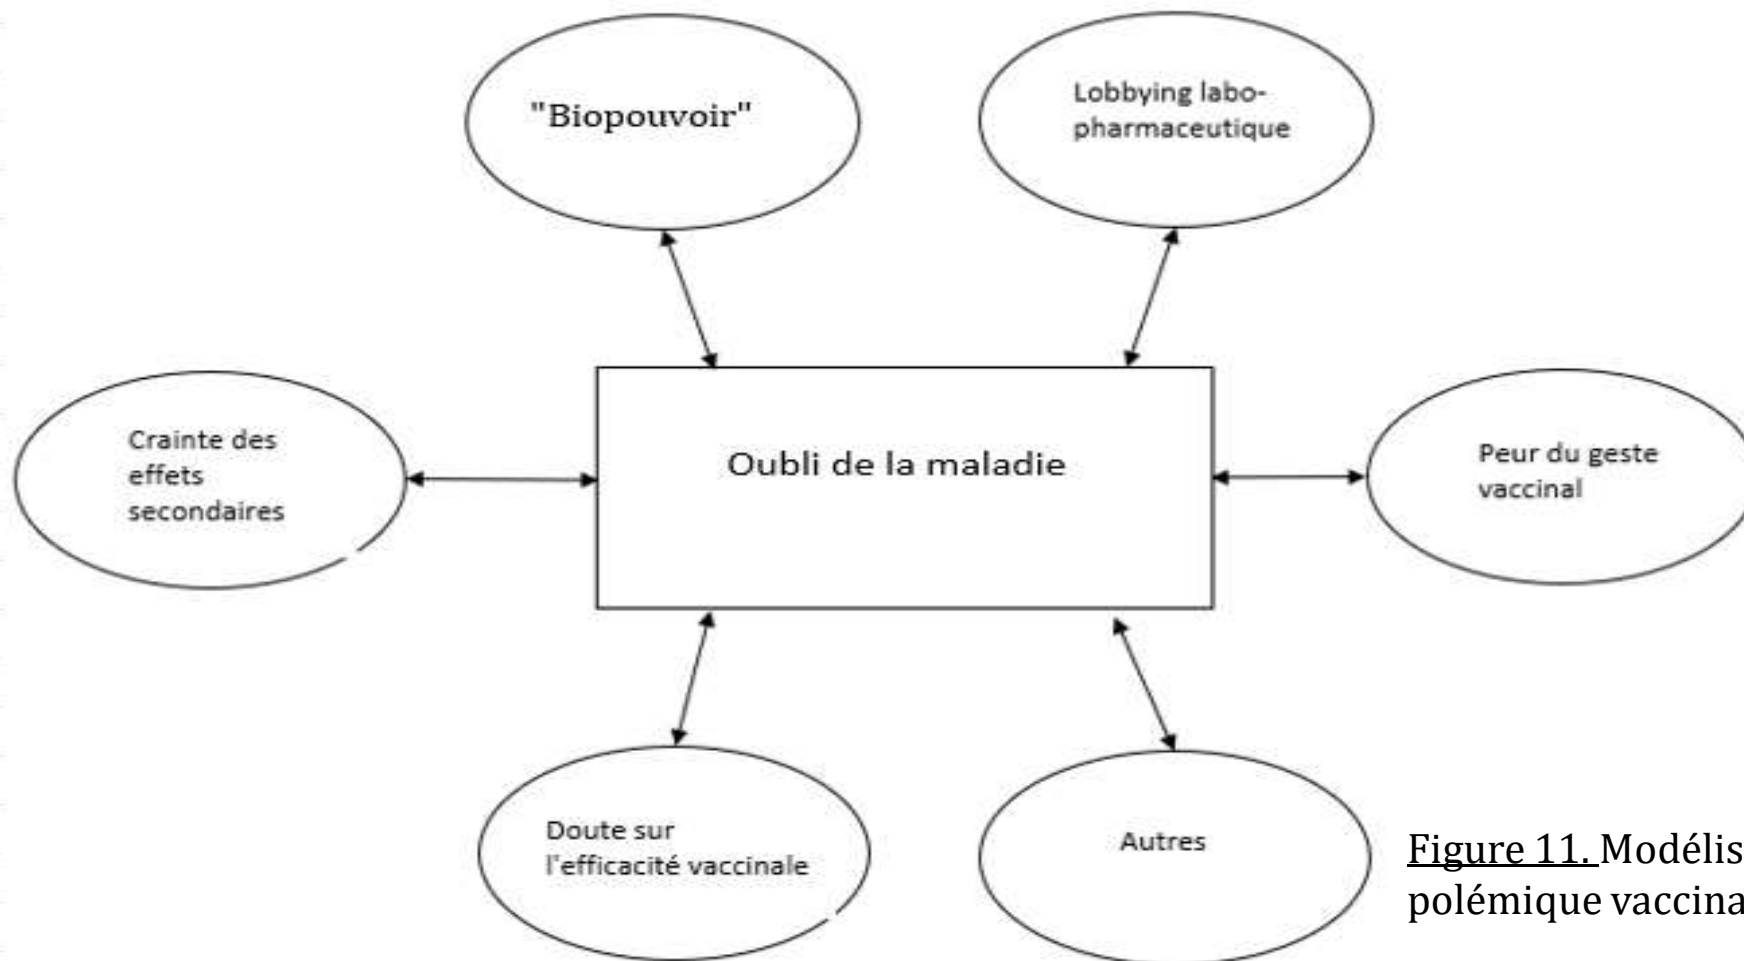 "Biopouvoir"
Lobbying labo-
pharmaceutique
Crainte des
effets
secondaires
Oubli de la maladie
Peur du geste
vaccinal
Doute sur
l'efficacité vaccinale
Autres
Figure 11. Modélis
polémique vaccina